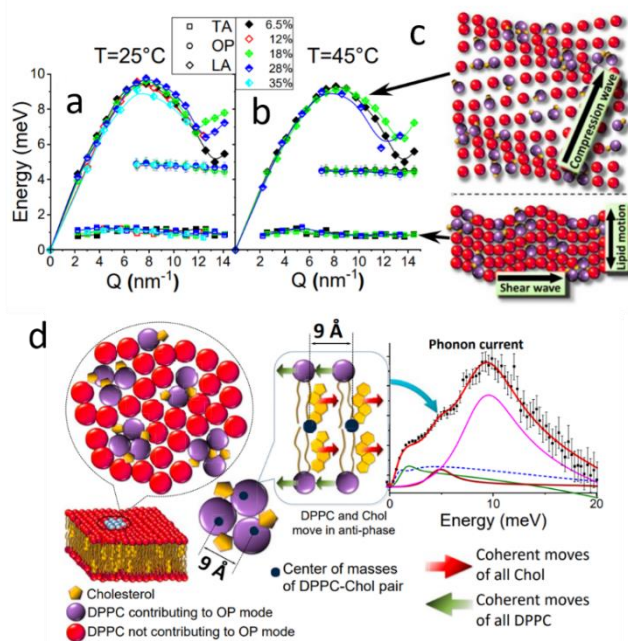 a
T=25°C
TA
OP
LA
6.5%
12%
18%
28%
35%
b
T=45°C
c
Energy (meV)
10
8
6
4
2
0
0 2 4 6 8 10 12 14
Q (nm⁻¹)
0 2 4 6 8 10 12 14
Q (nm⁻¹)
Compression wave
Lipid motion
Shear wave
d
9 Å
9 Å
DPPC and Chol
move in anti-phase
Center of masses
of DPPC-Chol pair
Phonon current
0 10 20
Energy (meV)
Cholesterol
DPPC contributing to OP mode
DPPC not contributing to OP mode
Coherent moves
of all Chol
Coherent moves
of all DPPC